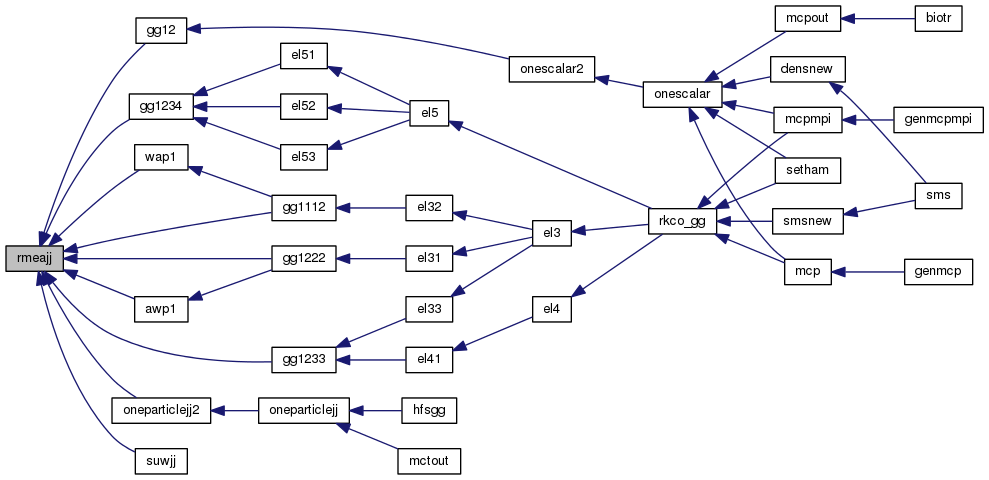 rmeajj
gg12
gg1234
wap1
awp1
oneparticlejj2
suwjj
el51
el52
el53
gg1112
gg1222
gg1233
oneparticlejj
el5
el32
el31
el33
el41
hfsgg
mctout
onescalar2
el3
el4
onescalar
rkco_gg
mcpout
densnew
mcpmpi
setham
smsnew
mcp
biotr
genmcpmpi
sms
genmcp